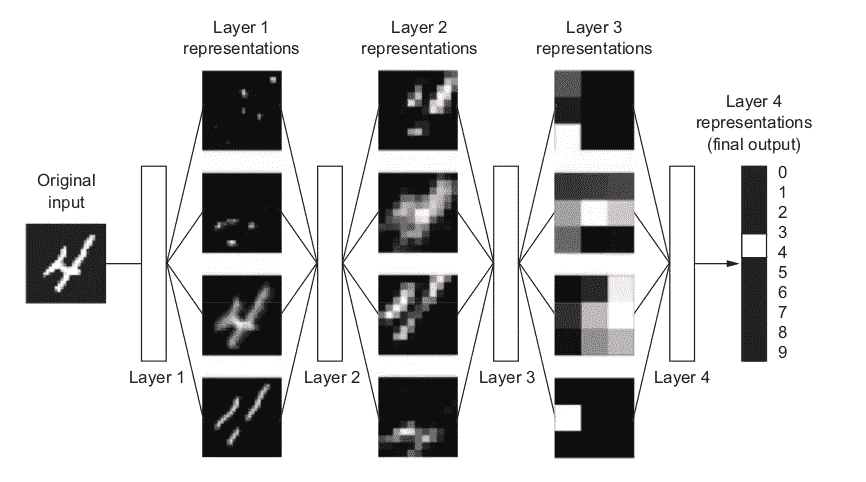 Layer 1
representations
Layer 2
representations
Layer 3
representations
Layer 4
representations
(final output)
Original
input
0
1
2
3
4
5
6
7
8
9
Layer 1
Layer 2
Layer 3
Layer 4